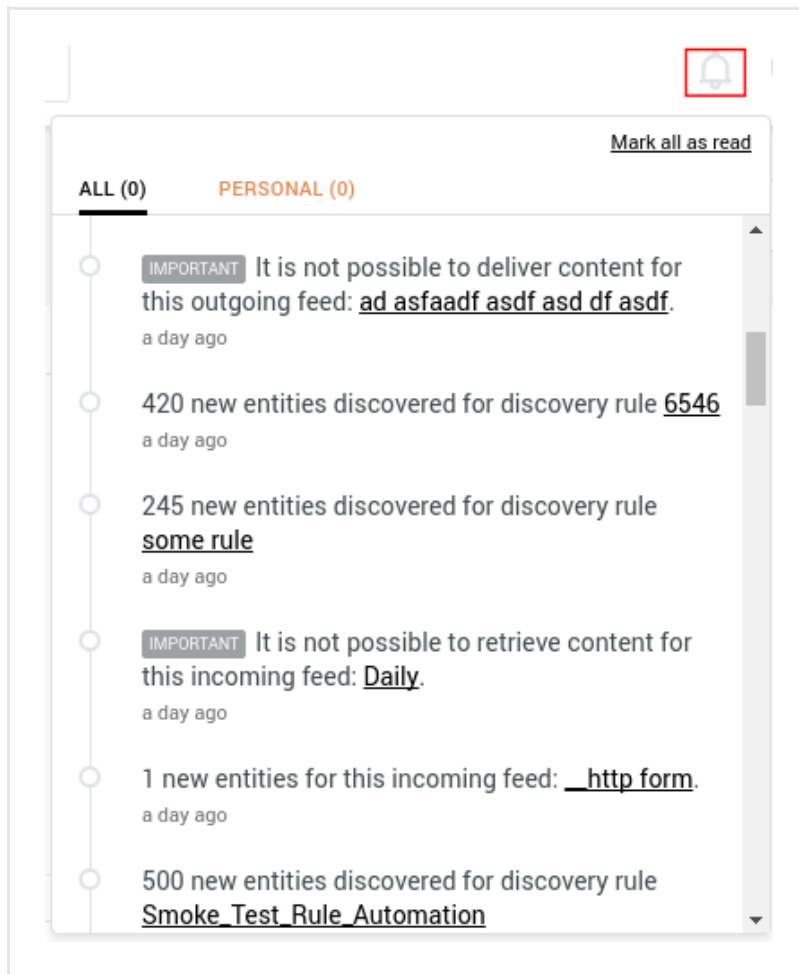 Mark all as read
ALL (0) PERSONAL (0)
IMPORTANT It is not possible to deliver content for
this outgoing feed: ad asfaadf asdf asd df asdf.
a day ago
420 new entities discovered for discovery rule 6546
a day ago
245 new entities discovered for discovery rule
some rule
a day ago
IMPORTANT It is not possible to retrieve content for
this incoming feed: Daily.
a day ago
1 new entities for this incoming feed: __http form.
a day ago
500 new entities discovered for discovery rule
Smoke_Test_Rule_Automation